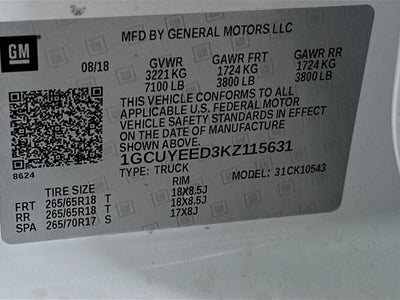 GM
MFD BY GENERAL MOTORS LLC
08/18 GVWR GAWR FRT GAWR RR
3221 KG 1724 KG 1724 KG
7100 LB 3800 LB 3800 LB
THIS VEHICLE CONFORMS TO ALL
APPLICABLE U.S. FEDERAL MOTOR
VEHICLE SAFETY STANDARDS IN EFFECT
ON THE DATE OF MANUFACTURE SHOWN ABOVE.
8624
1GCUYEED3KZ115631
TYPE: TRUCK MODEL: 31CK10543
TIRE SIZE RIM
FRT 265/65R18 T 18X8.5J
RR 265/65R18 T 18X8.5J
SPA 265/70R17 S 17X8J